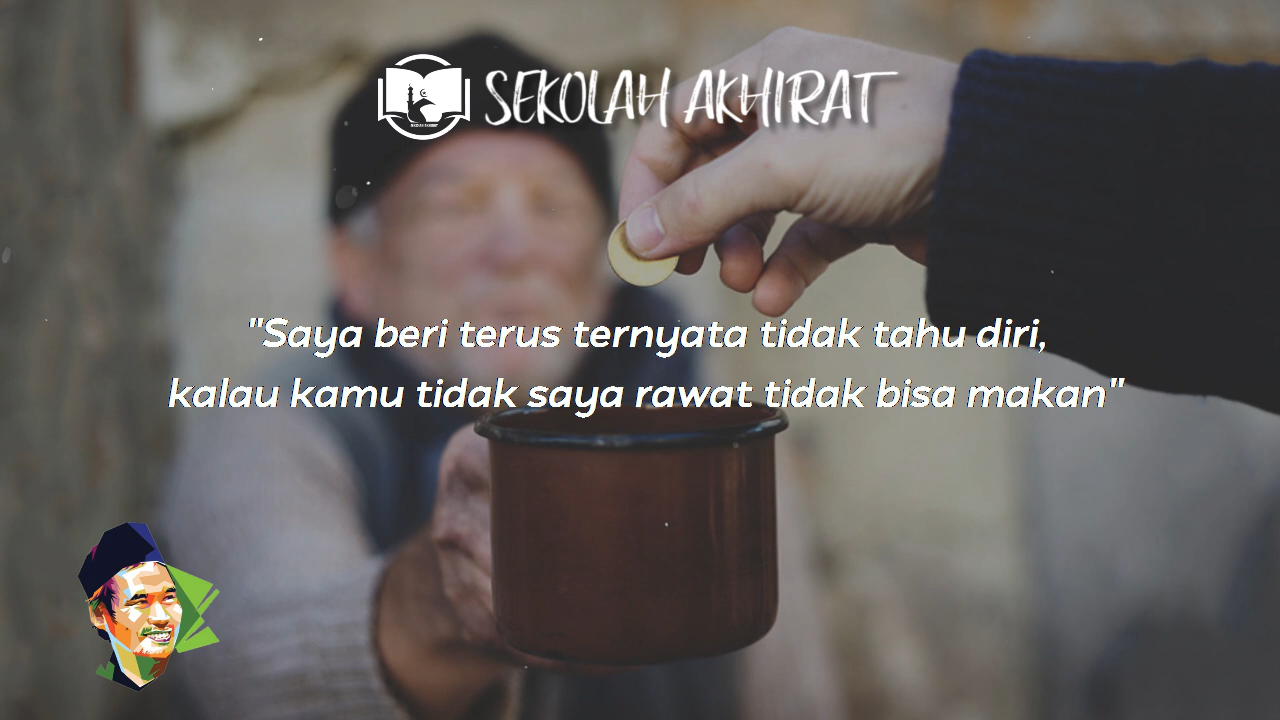 SEKOLAH AKHIRAT
"Saya beri terus ternyata tidak tahu diri,
kalau kamu tidak saya rawat tidak bisa makan"